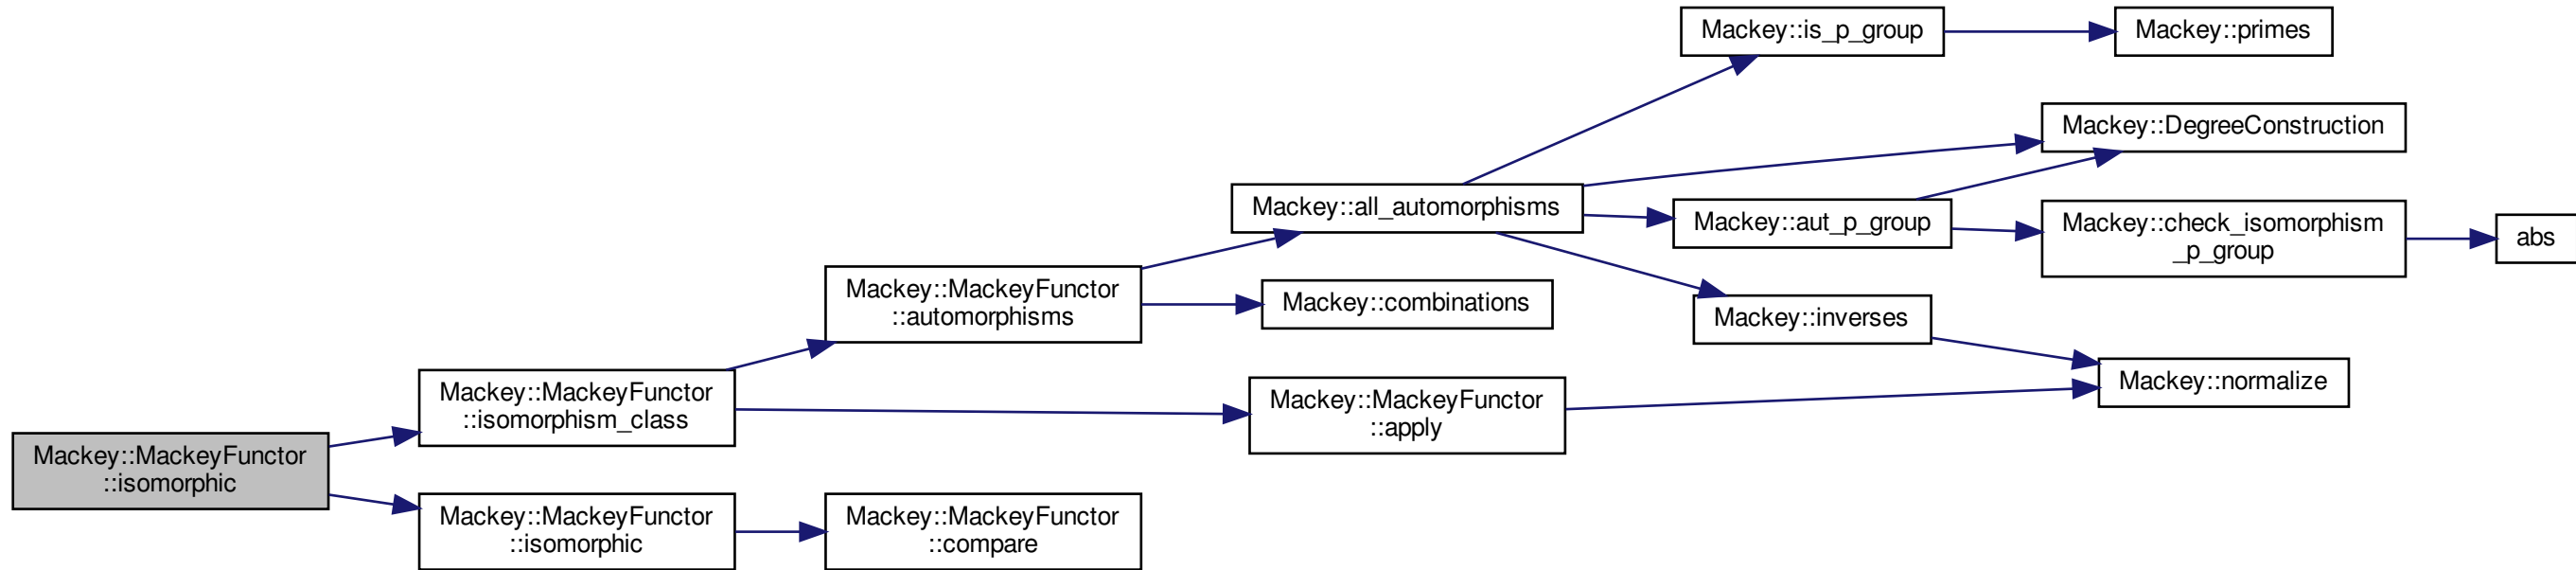 Mackey::MackeyFunctor
::isomorphic
Mackey::MackeyFunctor
::isomorphism_class
Mackey::MackeyFunctor
::isomorphic
Mackey::MackeyFunctor
::automorphisms
Mackey::MackeyFunctor
::compare
Mackey::all_automorphisms
Mackey::combinations
Mackey::MackeyFunctor
::apply
Mackey::is_p_group
Mackey::aut_p_group
Mackey::inverses
Mackey::primes
Mackey::DegreeConstruction
Mackey::check_isomorphism
_p_group
Mackey::normalize
abs